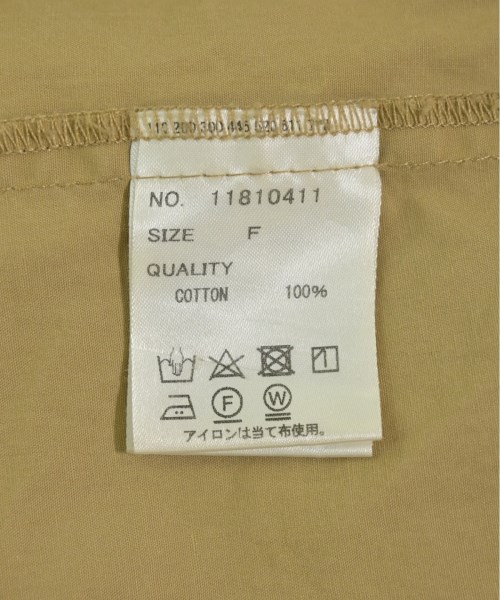 NO. 11810411
SIZE F
QUALITY
COTTON 100%
F W
アイロンは当て布使用。